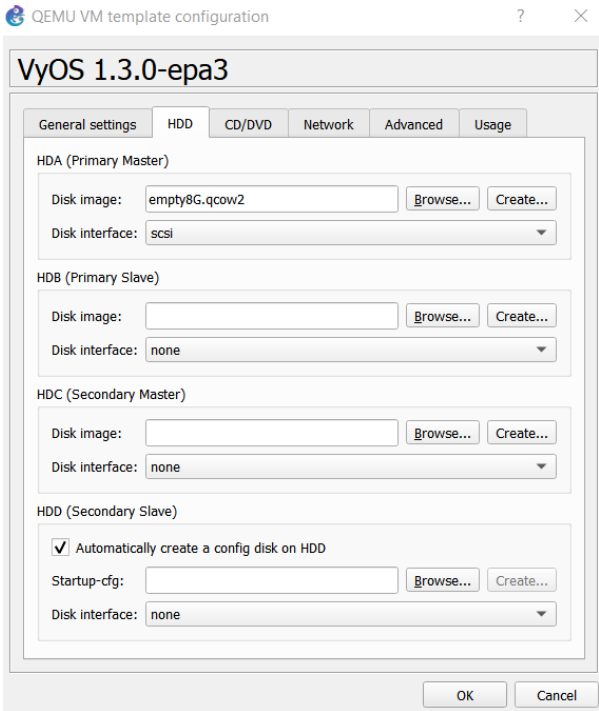 QEMU VM template configuration ?
VyOS 1.3.0-epa3
General settings HDD CD/DVD Network Advanced Usage
HDA (Primary Master)
Disk image: empty8G.qcow2 Browse... Create...
Disk interface: scsi
HDB (Primary Slave)
Disk image: Browse... Create...
Disk interface: none
HDC (Secondary Master)
Disk image: Browse... Create...
Disk interface: none
HDD (Secondary Slave)
Automatically create a config disk on HDD
Startup-cfg: Browse... Create...
Disk interface: none
OK Cancel